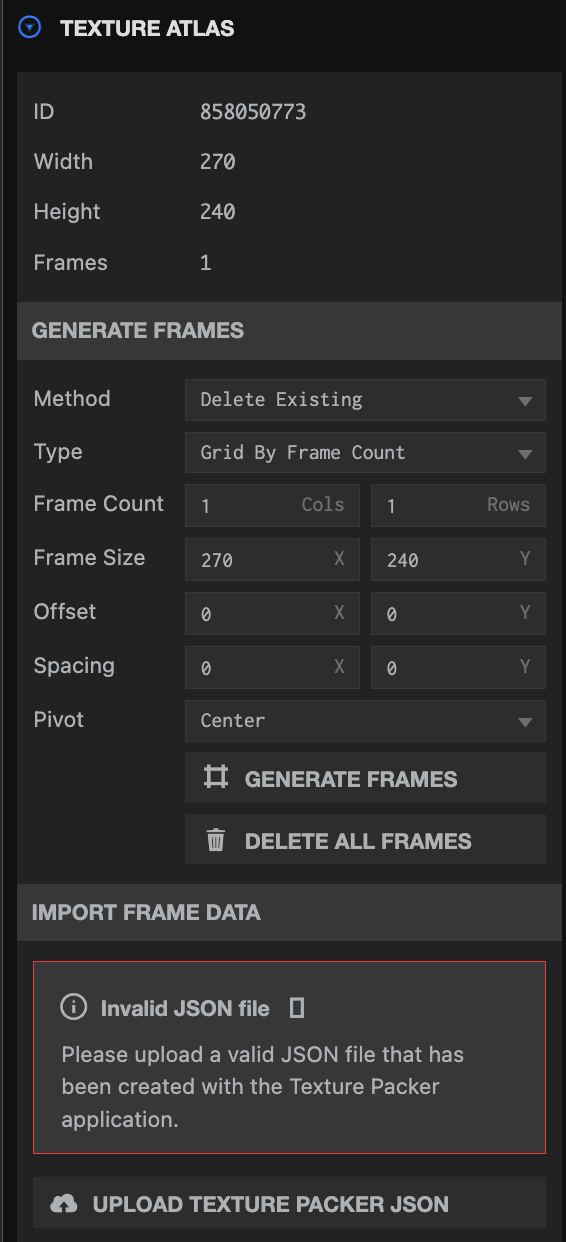 TEXTURE ATLAS
ID 858050773
Width 270
Height 240
Frames 1
GENERATE FRAMES
Method Delete Existing
Type Grid By Frame Count
Frame Count 1 Cols 1 Rows
Frame Size 270 X 240 Y
Offset 0 X 0 Y
Spacing 0 X 0 Y
Pivot Center
GENERATE FRAMES
DELETE ALL FRAMES
IMPORT FRAME DATA
Invalid JSON file
Please upload a valid JSON file that has
been created with the Texture Packer
application.
UPLOAD TEXTURE PACKER JSON